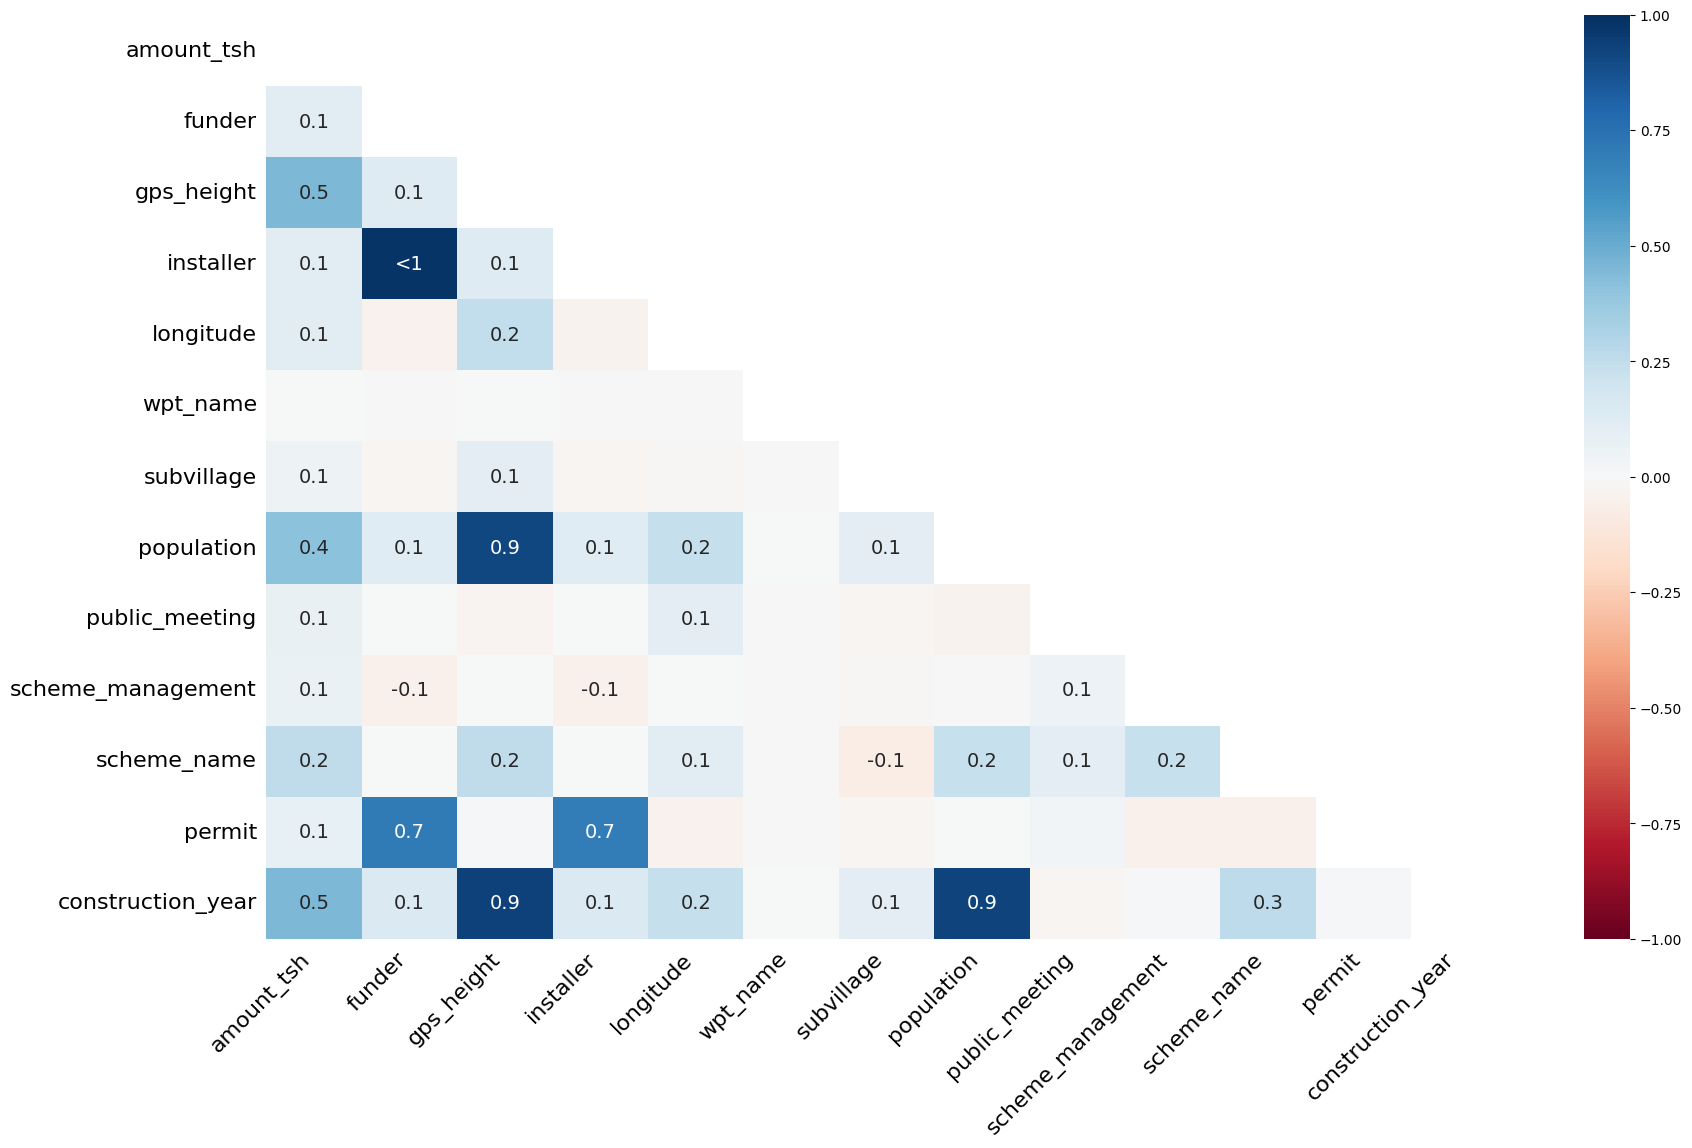 amount_tsh
funder 0.1
gps_height 0.5 0.1
installer 0.1 <1 0.1
longitude 0.1 0.2
wpt_name
subvillage 0.1 0.1
population 0.4 0.1 0.9 0.1 0.2 0.1
public_meeting 0.1 0.1
scheme_management 0.1 -0.1 -0.1 0.1
scheme_name 0.2 0.2 0.1 -0.1 0.2 0.1 0.2
permit 0.1 0.7 0.7
construction_year 0.5 0.1 0.9 0.1 0.2 0.1 0.9 0.3
amount_tsh funder gps_height installer longitude wpt_name subvillage population public_meeting scheme_management scheme_name permit construction_year
1.00
0.75
0.50
0.25
0.00
−0.25
−0.50
−0.75
−1.00